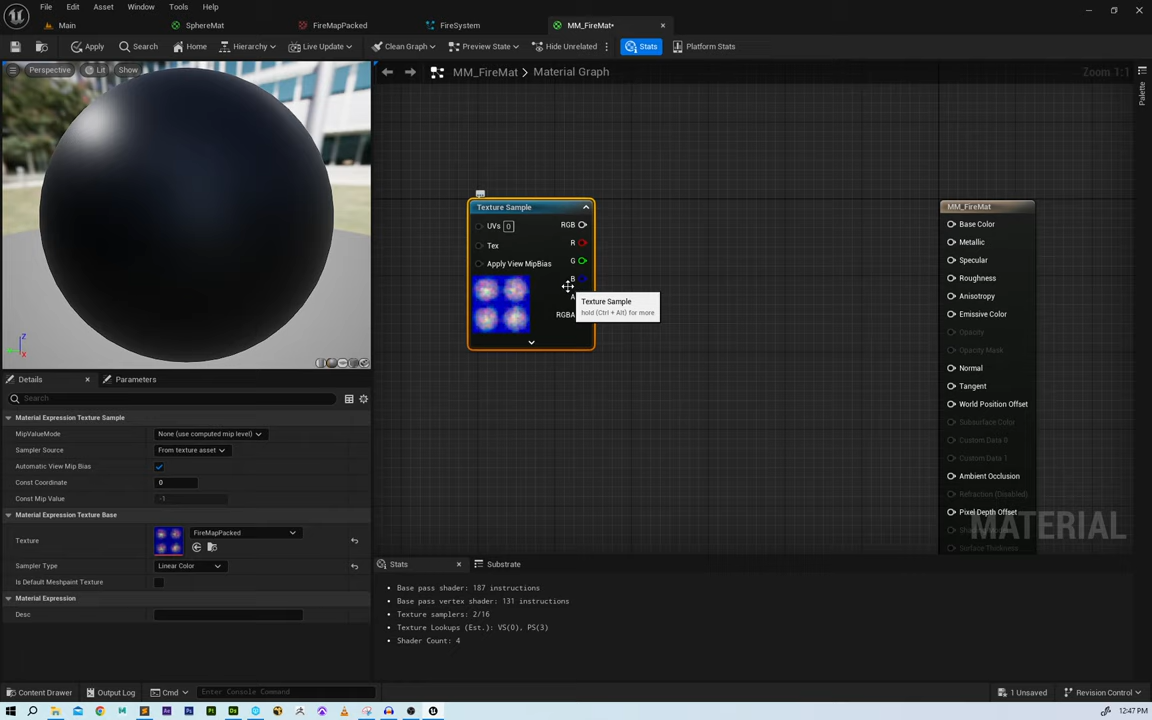 File Edit Asset Window Tools Help
Main SphereMat FireMapPacked FireSystem MM_FireMat•
Apply Search Home Hierarchy Live Update Clean Graph Preview State Hide Unrelated Stats Platform Stats
Perspective Lit Show
MM_FireMat > Material Graph
Zoom 1:1
Palette
Texture Sample
UVs 0 RGB
Tex R
G
Apply View MipBias
B
A
RGBA
Texture Sample
hold (Ctrl + Alt) for more
MM_FireMat
Base Color
Metallic
Specular
Roughness
Anisotropy
Emissive Color
Opacity
Opacity Mask
Normal
Tangent
World Position Offset
Subsurface Color
Custom Data 0
Custom Data 1
Ambient Occlusion
Refraction (Disabled)
Pixel Depth Offset
Surface Thickness
MATERIAL
Z
X
Details Parameters
Search
Material Expression Texture Sample
MipValueMode None (use computed mip level)
Sampler Source From texture asset
Automatic View Mip Bias
Const Coordinate 0
Const Mip Value -1
Material Expression Texture Base
Texture FireMapPacked
Sampler Type Linear Color
Is Default Meshpaint Texture
Material Expression
Desc
Stats Substrate
Base pass shader: 187 instructions
Base pass vertex shader: 131 instructions
Texture samplers: 2/16
Texture Lookups (Est.): VS(0), PS(3)
Shader Count: 4
Content Drawer Output Log Cmd Enter Console Command 1 Unsaved Revision Control
12:47 PM